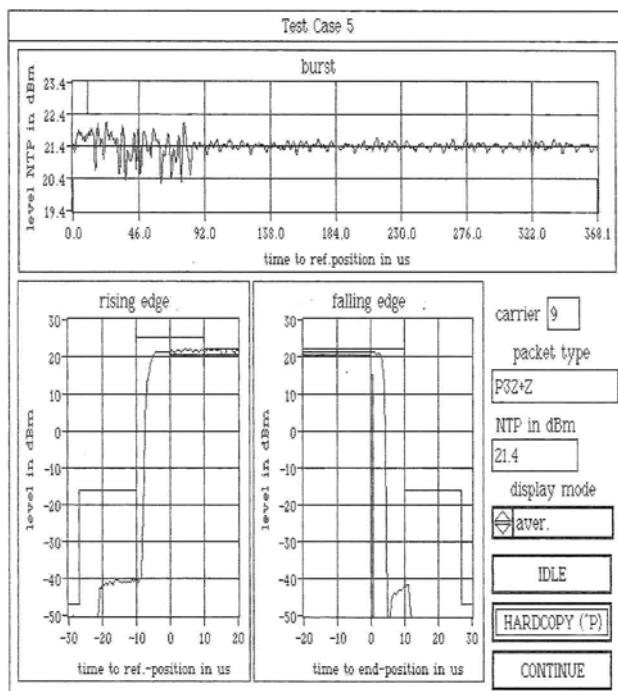 Test Case 5
burst
level NTP in dBm
23.4
22.4
21.4
20.4
19.4
0.0 46.0 92.0 138.0 184.0 230.0 276.0 322.0 368.1
time to ref.position in us
rising edge
level in dBm
30
20
10
0
-10
-20
-30
-40
-50
-30 -20 -10 0 10 20
time to ref.-position in us
falling edge
level in dBm
30
20
10
0
-10
-20
-30
-40
-50
-20 -10 0 10 20 30
time to end-position in us
carrier 9
packet type
P32+Z
NTP in dBm
21.4
display mode
aver.
IDLE
HARDCOPY (^P)
CONTINUE